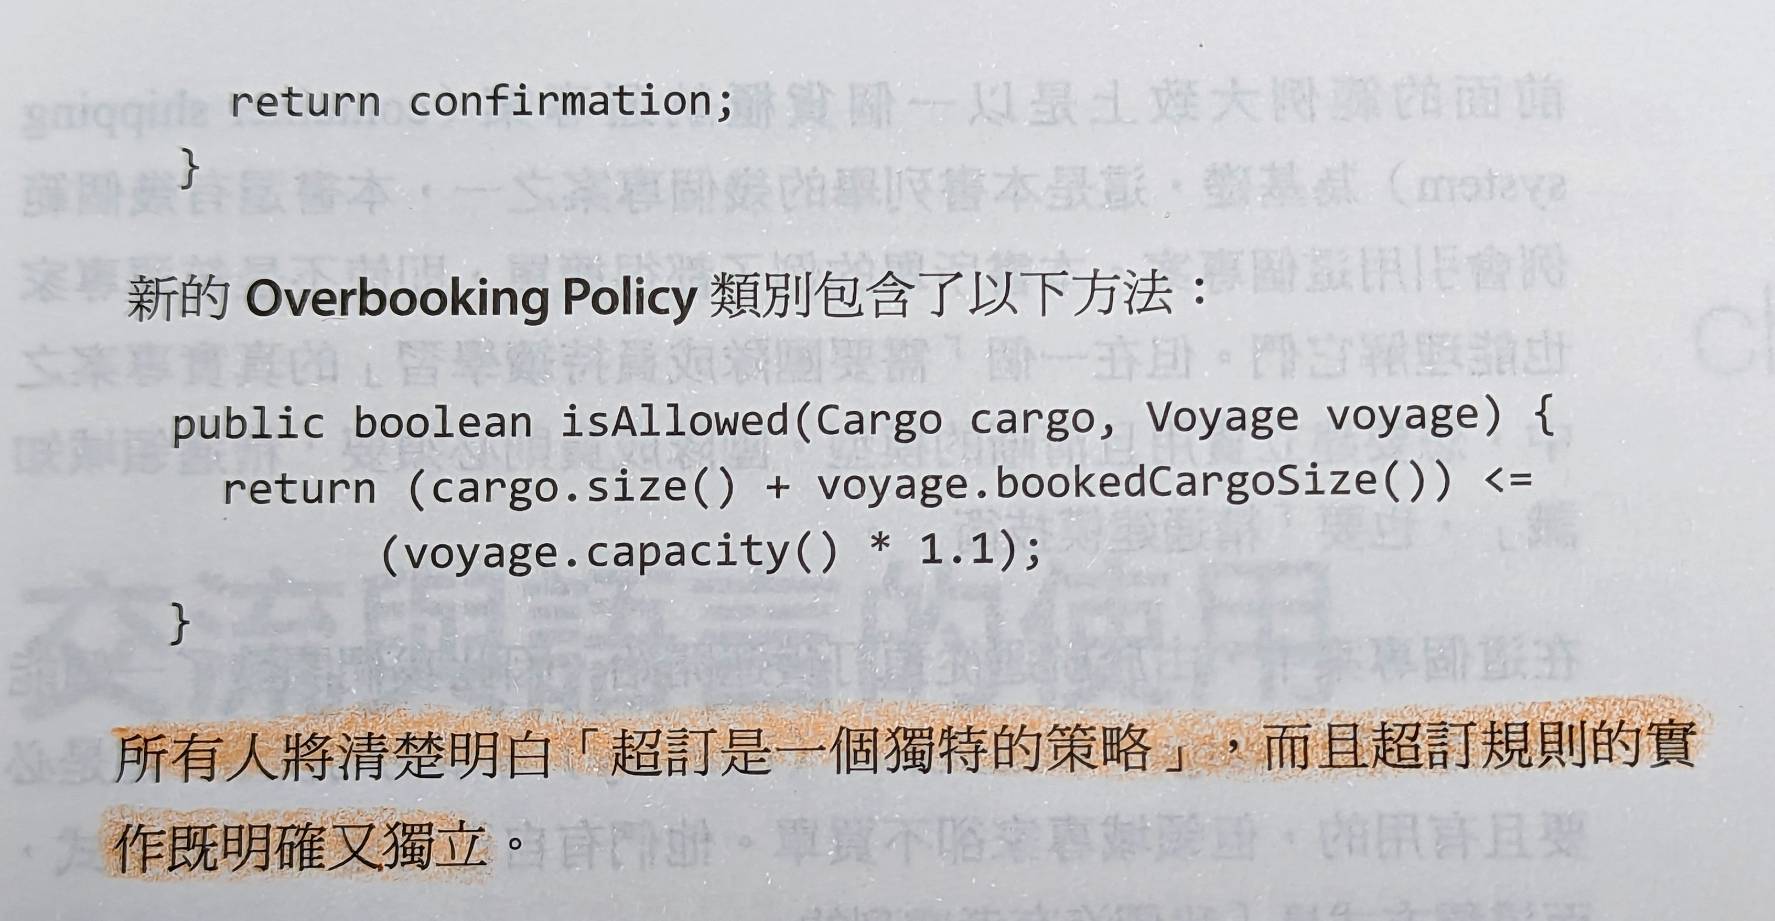 return confirmation;
}
新的 Overbooking Policy 類別包含了以下方法：
public boolean isAllowed(Cargo cargo, Voyage voyage) {
return (cargo.size() + voyage.bookedCargoSize()) <=
(voyage.capacity() * 1.1);
}
所有人將清楚明白「超訂是一個獨特的策略」，而且超訂規則的實
作既明確又獨立。